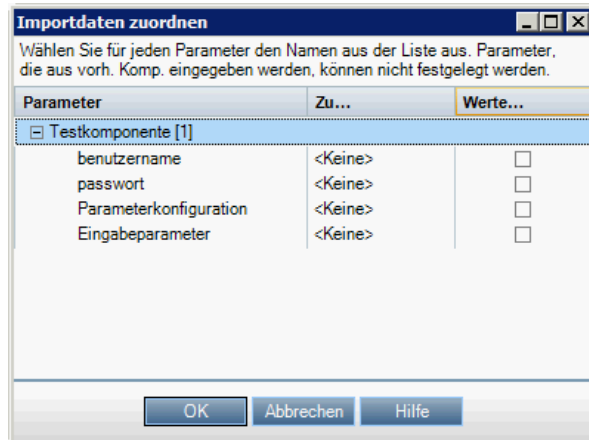 Importdaten zuordnen
Wählen Sie für jeden Parameter den Namen aus der Liste aus. Parameter,
die aus vorh. Komp. eingegeben werden, können nicht festgelegt werden.
Parameter Zu... Werte...
Testkomponente [1]
benutzername <Keine>
passwort <Keine>
Parameterkonfiguration <Keine>
Eingabeparameter <Keine>
OK Abbrechen Hilfe